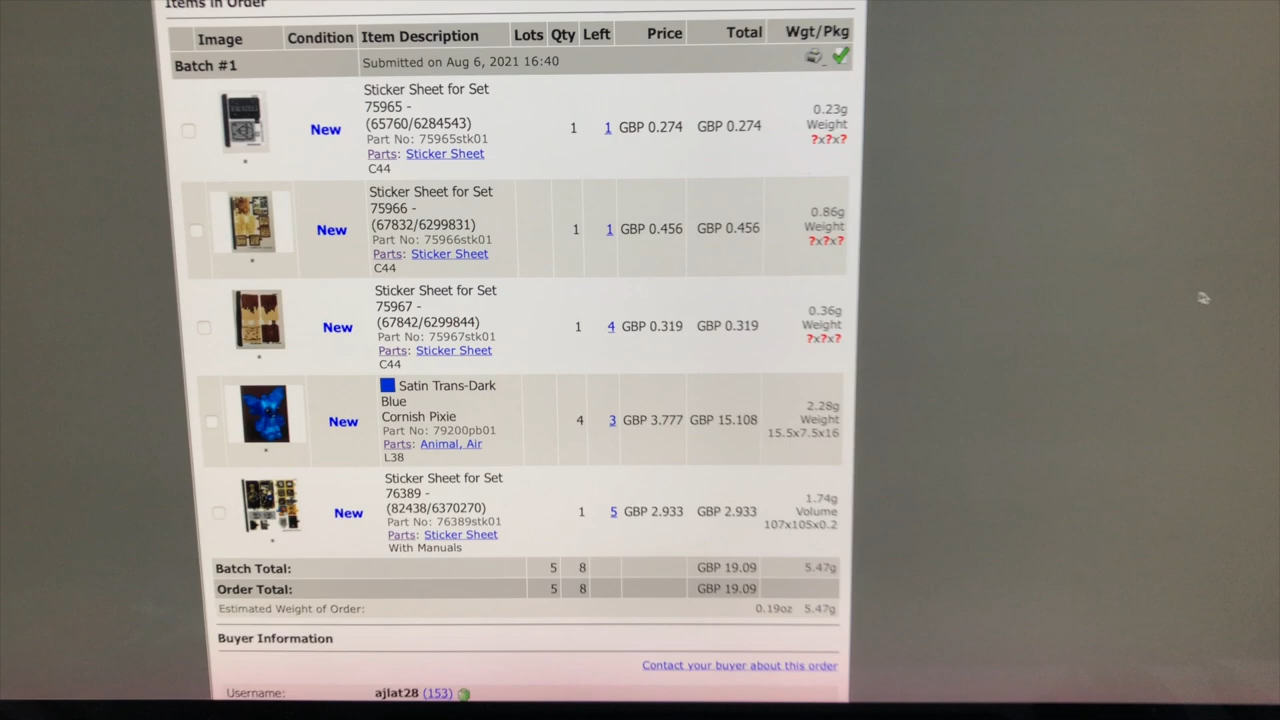 Items in Order
Image Condition Item Description Lots Qty Left Price Total Wgt/Pkg
Batch #1 Submitted on Aug 6, 2021 16:40
Sticker Sheet for Set
75965 -
(65760/6284543)
Part No: 75965stk01
Parts: Sticker Sheet
C44
New 1 1 GBP 0.274 GBP 0.274
0.23g
Weight
?x?x?
Sticker Sheet for Set
75966 -
(67832/6299831)
Part No: 75966stk01
Parts: Sticker Sheet
C44
New 1 1 GBP 0.456 GBP 0.456
0.86g
Weight
?x?x?
Sticker Sheet for Set
75967 -
(67842/6299844)
Part No: 75967stk01
Parts: Sticker Sheet
C44
New 1 4 GBP 0.319 GBP 0.319
0.36g
Weight
?x?x?
Satin Trans-Dark
Blue
Cornish Pixie
Part No: 79200pb01
Parts: Animal, Air
L38
New 4 3 GBP 3.777 GBP 15.108
2.28g
Weight
15.5x7.5x16
Sticker Sheet for Set
76389 -
(82438/6370270)
Part No: 76389stk01
Parts: Sticker Sheet
With Manuals
New 1 5 GBP 2.933 GBP 2.933
1.74g
Volume
107x105x0.2
Batch Total: 5 8 GBP 19.09 5.47g
Order Total: 5 8 GBP 19.09
Estimated Weight of Order: 0.19oz 5.47g
Buyer Information
Contact your buyer about this order
Username: ajlat28 (153)